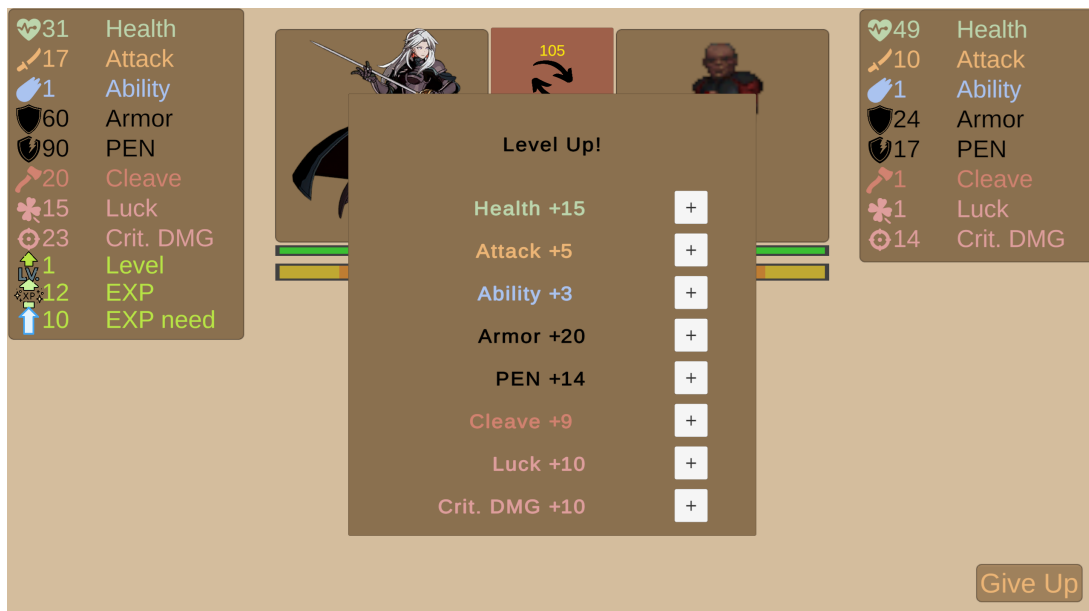 31 Health
17 Attack
1 Ability
60 Armor
90 PEN
20 Cleave
15 Luck
23 Crit. DMG
LV. 1 Level
XP 12 EXP
10 EXP need
105
49 Health
10 Attack
1 Ability
24 Armor
17 PEN
1 Cleave
1 Luck
14 Crit. DMG
Level Up!
Health +15 +
Attack +5 +
Ability +3 +
Armor +20 +
PEN +14 +
Cleave +9 +
Luck +10 +
Crit. DMG +10 +
Give Up